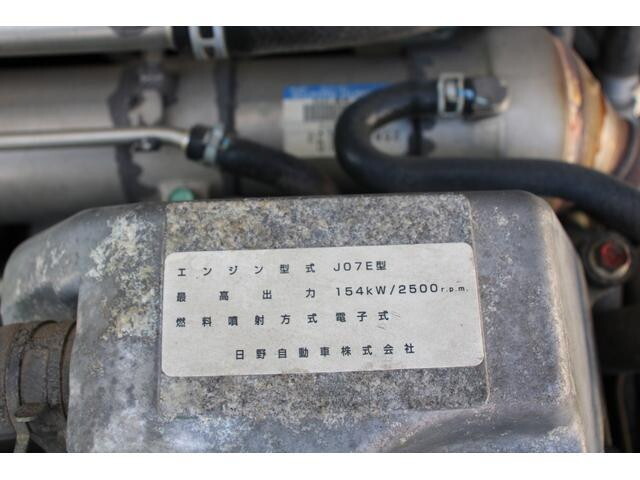 エンジン型式 J07E型
最高出力 154kW/2500r.p.m.
燃料噴射方式 電子式
日野自動車株式会社